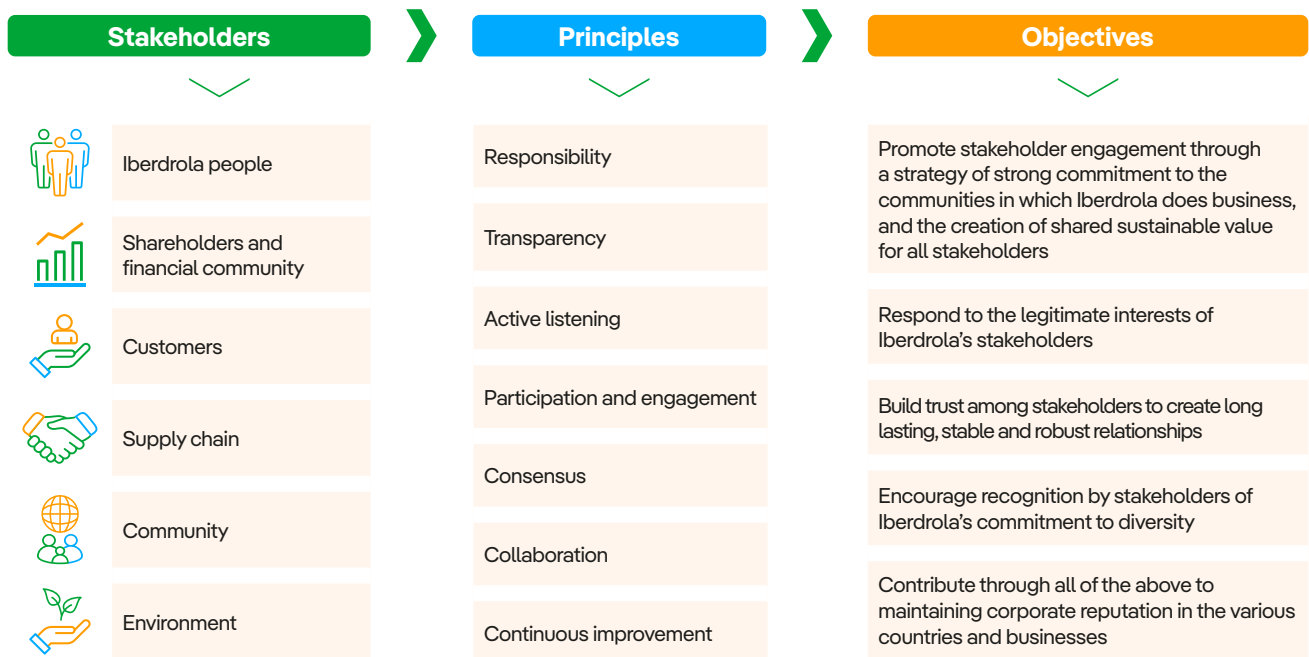 Stakeholders
Principles
Objectives
Iberdrola people
Shareholders and
financial community
Customers
Supply chain
Community
Environment
Responsibility
Transparency
Active listening
Participation and engagement
Consensus
Collaboration
Continuous improvement
Promote stakeholder engagement through
a strategy of strong commitment to the
communities in which Iberdrola does business,
and the creation of shared sustainable value
for all stakeholders
Respond to the legitimate interests of
Iberdrola’s stakeholders
Build trust among stakeholders to create long
lasting, stable and robust relationships
Encourage recognition by stakeholders of
Iberdrola’s commitment to diversity
Contribute through all of the above to
maintaining corporate reputation in the various
countries and businesses